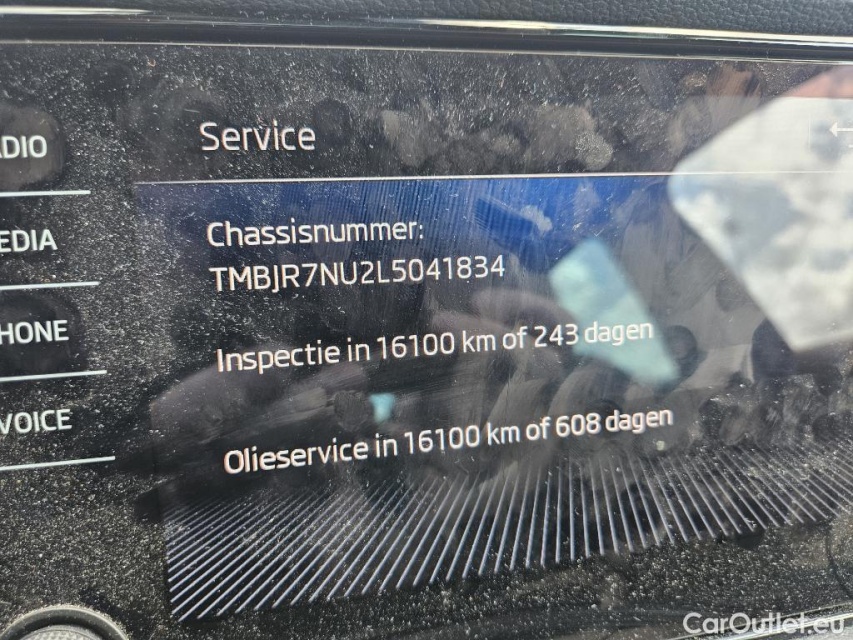 Service
DIO
EDIA
HONE
VOICE
Chassisnummer:
TMBJR7NU2L5041834
Inspectie in 16100 km of 243 dagen
Olieservice in 16100 km of 608 dagen
CarOutlet.eu